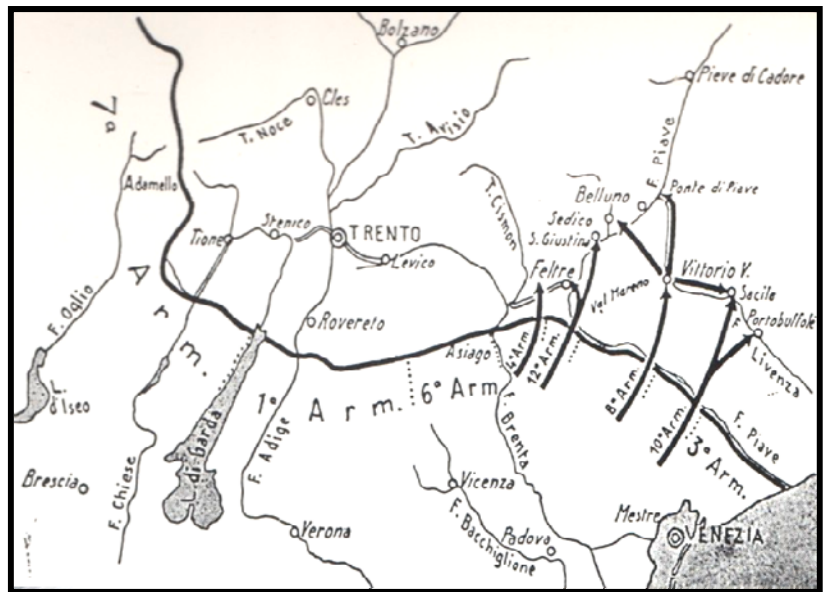 Bolzano
Pieve di Cadore
Cles
7a
T. Noce
T. Avisio
F. Piave
Adamello
T. Cismon
Belluno
Ponte di Piave
Sedico
S. Giustina
Tione
Stenico
TRENTO
Levico
Feltre
Vittorio V.
Sacile
Val Mareno
Arm.
F. Oglio
Rovereto
Portobuffolè
Asiago
4ª Arm
12ª Arm.
Livenza
L. d'Iseo
1ª Arm.
6ª Arm
8ª Arm.
10ª Arm.
3ª Arm.
F. Piave
L. di Garda
F. Adige
F. Brenta
Brescia
F. Chiese
Vicenza
F. Bacchiglione
Verona
Padova
Mestre
VENEZIA